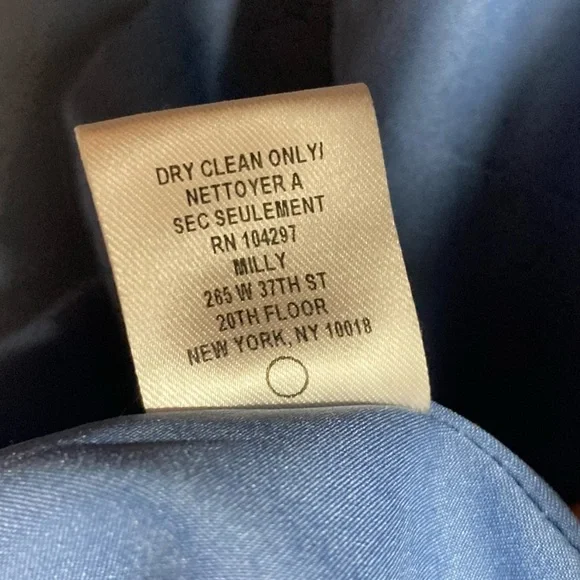 DRY CLEAN ONLY/
NETTOYER A
SEC SEULEMENT
RN 104297
MILLY
265 W 37TH ST
20TH FLOOR
NEW YORK, NY 10018